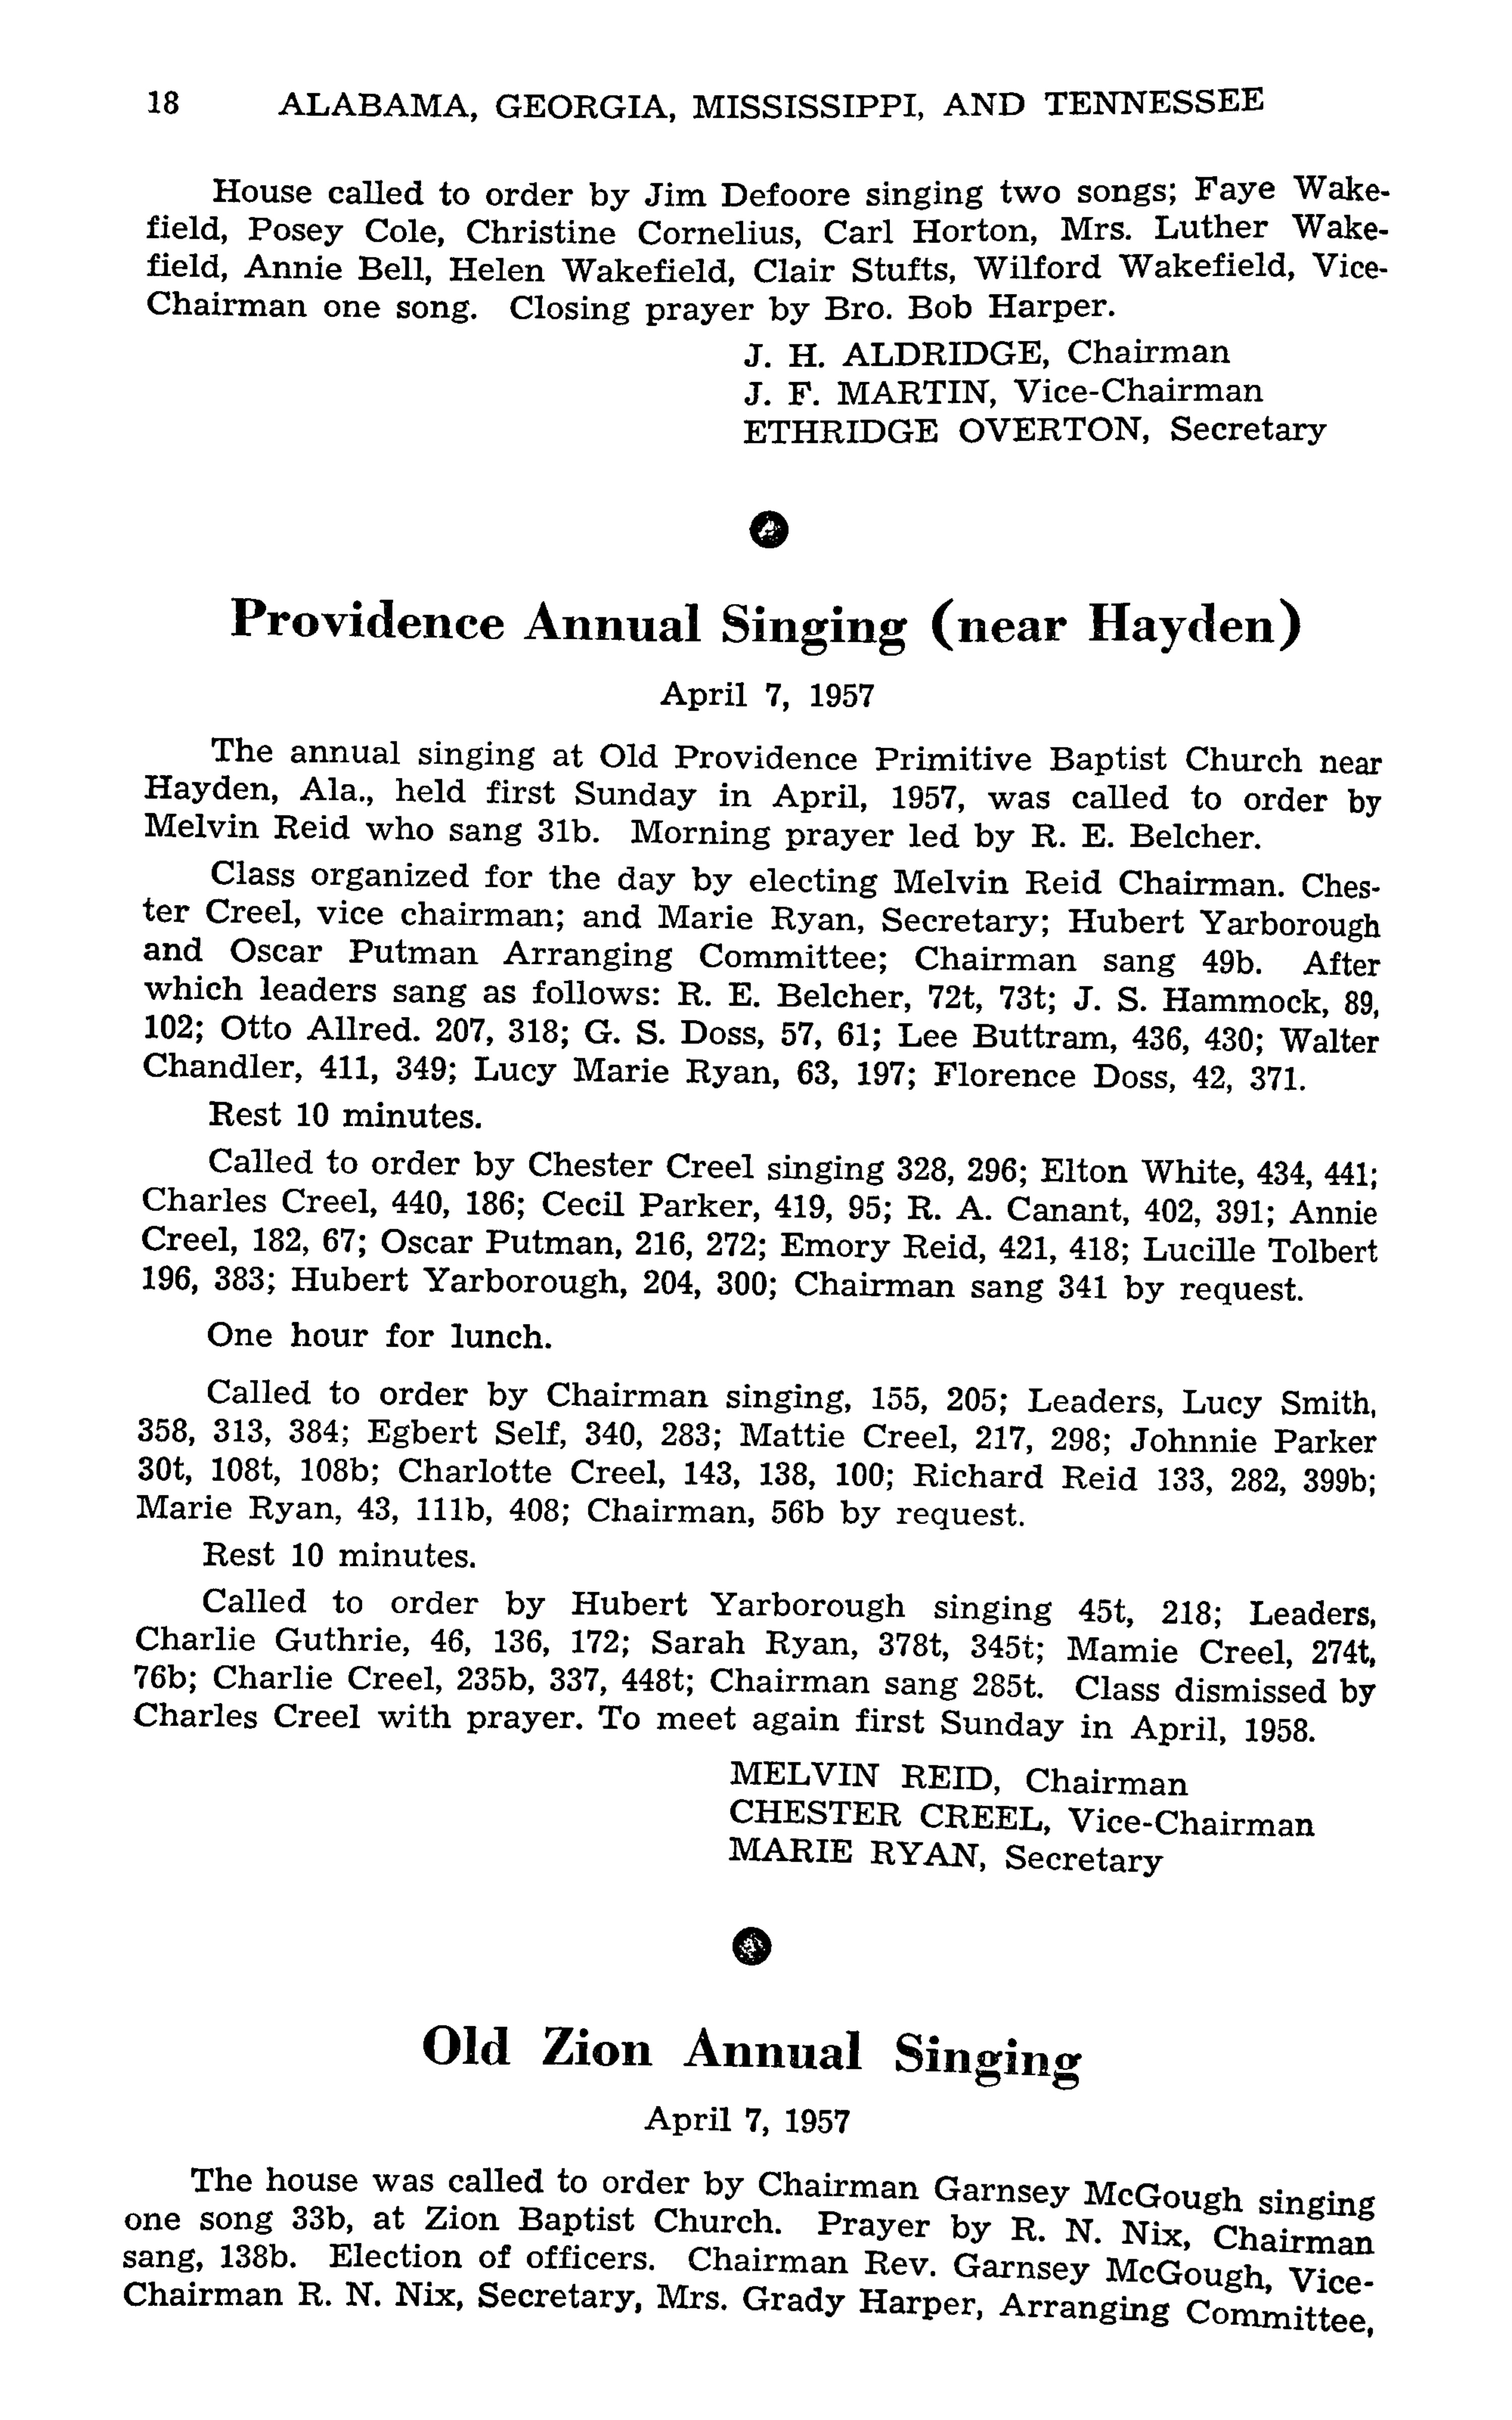 18 ALABAMA, GEORGIA, MISSISSIPPI, AND TENNESSEE
House called to order by Jim Defoore singing two songs; Faye Wake-
field, Posey Cole, Christine Cornelius, Carl Horton, Mrs. Luther Wake-
field, Annie Bell, Helen Wakefield, Clair Stufts, Wilford Wakefield, Vice-
Chairman one song. Closing prayer by Bro. Bob Harper.
J. H. ALDRIDGE, Chairman
J. F. MARTIN, Vice-Chairman
ETHRIDGE OVERTON, Secretary
Providence Annual Singing (near Hayden)
April 7, 1957
The annual singing at Old Providence Primitive Baptist Church near
Hayden, Ala., held first Sunday in April, 1957, was called to order by
Melvin Reid who sang 31b. Morning prayer led by R. E. Belcher.
Class organized for the day by electing Melvin Reid Chairman. Ches-
ter Creel, vice chairman; and Marie Ryan, Secretary; Hubert Yarborough
and Oscar Putman Arranging Committee; Chairman sang 49b. After
which leaders sang as follows: R. E. Belcher, 72t, 73t; J. S. Hammock, 89,
102; Otto Allred. 207, 318; G. S. Doss, 57, 61; Lee Buttram, 436, 430; Walter
Chandler, 411, 349; Lucy Marie Ryan, 63, 197; Florence Doss, 42, 371.
Rest 10 minutes.
Called to order by Chester Creel singing 328, 296; Elton White, 434, 441;
Charles Creel, 440, 186; Cecil Parker, 419, 95; R. A. Canant, 402, 391; Annie
Creel, 182, 67; Oscar Putman, 216, 272; Emory Reid, 421, 418; Lucille Tolbert
196, 383; Hubert Yarborough, 204, 300; Chairman sang 341 by request.
One hour for lunch.
Called to order by Chairman singing, 155, 205; Leaders, Lucy Smith,
358, 313, 384; Egbert Self, 340, 283; Mattie Creel, 217, 298; Johnnie Parker
30t, 108t, 108b; Charlotte Creel, 143, 138, 100; Richard Reid 133, 282, 399b;
Marie Ryan, 43, 111b, 408; Chairman, 56b by request.
Rest 10 minutes.
Called to order by Hubert Yarborough singing 45t, 218; Leaders,
Charlie Guthrie, 46, 136, 172; Sarah Ryan, 378t, 345t; Mamie Creel, 274t,
76b; Charlie Creel, 235b, 337, 448t; Chairman sang 285t. Class dismissed by
Charles Creel with prayer. To meet again first Sunday in April, 1958.
MELVIN REID, Chairman
CHESTER CREEL, Vice-Chairman
MARIE RYAN, Secretary
Old Zion Annual Singing
April 7, 1957
The house was called to order by Chairman Garnsey McGough singing
one song 33b, at Zion Baptist Church. Prayer by R. N. Nix, Chairman
sang, 138b. Election of officers. Chairman Rev. Garnsey McGough, Vice-
Chairman R. N. Nix, Secretary, Mrs. Grady Harper, Arranging Committee,